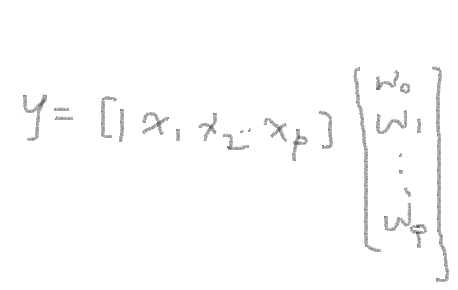 y = [1 x₁ x₂ .. xₚ] [w₀
w₁
⋮
wₚ]